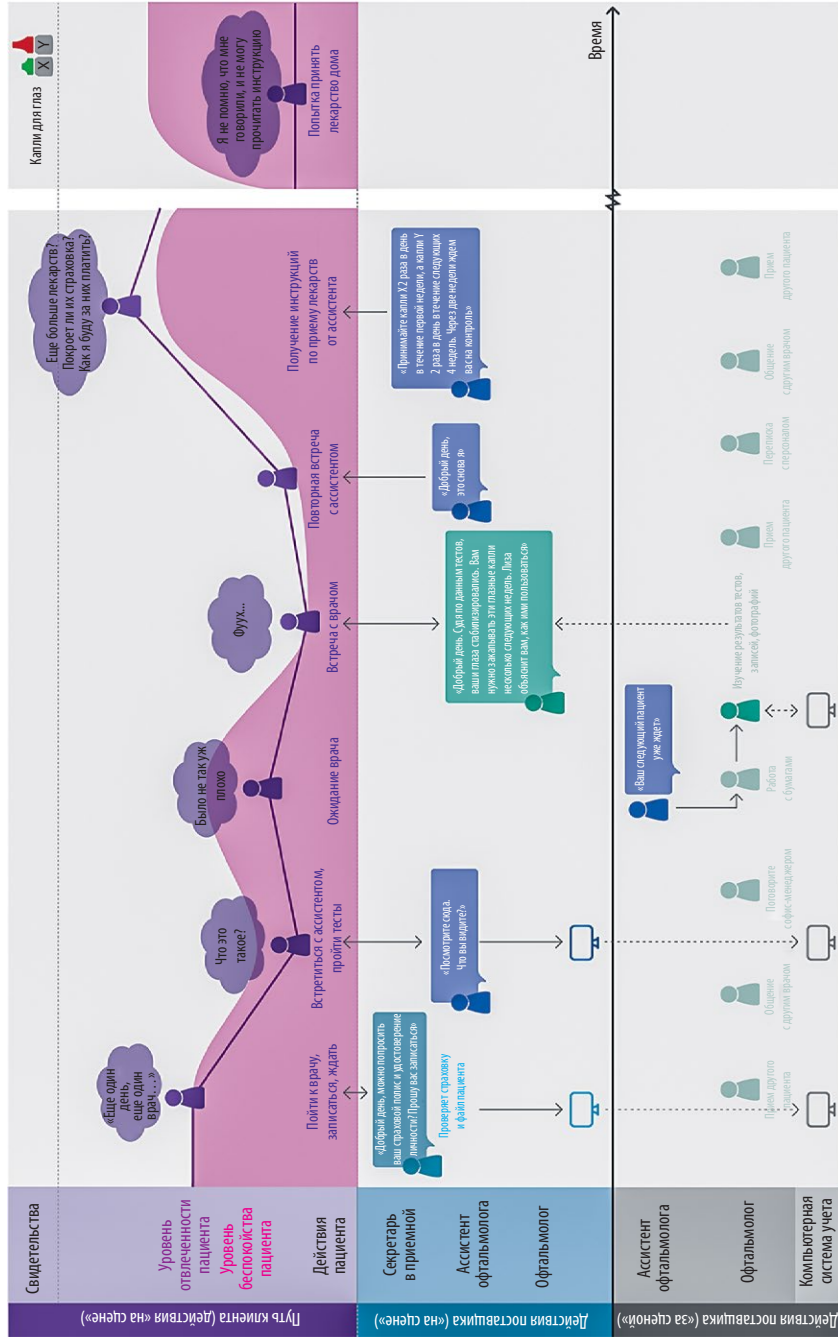 Свидетельства
Уровень
отвлеченности
пациента
Уровень
беспокойства
пациента
Действия
пациента
Секретарь
в приемной
Ассистент
офтальмолога
Офтальмолог
Ассистент
офтальмолога
Офтальмолог
Компьютерная
система учета
Путь клиента (действия «на сцене»)
Действия поставщика («на сцене»)
Действия поставщика («за сценой»)
Капли для глаз
X
Y
«Еще один
день,
еще один
врач. . .»
Что это
такое?
Было не так уж
плохо
Фуух...
Еще больше лекарств?
Покроет ли их страховка?
Как я буду за них платить?
Я не помню, что мне
говорили, и не могу
прочитать инструкцию
Пойти к врачу,
записаться, ждать
Встретиться с ассистентом,
пройти тесты
Ожидание врача
Встреча с врачом
Повторная встреча
с ассистентом
Получение инструкций
по приему лекарств
от ассистента
Попытка принять
лекарство дома
«Добрый день, можно попросить
ваш страховой полис и удостоверение
личности? Прошу вас записаться»
Проверяет страховку
и файл пациента
«Посмотрите сюда.
Что вы видите?»
«Добрый день. Судя по данным тестов,
ваши глаза стабилизировались. Вам
нужно закапывать эти глазные капли
несколько следующих недель. Лиза
объяснит вам, как ими пользоваться»
«Добрый день,
это снова я»
«Принимайте капли X 2 раза в день
в течение первой недели, а капли Y
2 раза в день в течение следующих
4 недель. Через две недели ждем
вас на контроль»
Время
«Ваш следующий пациент
уже ждет»
Прием другого
пациента
Общение
с другим врачом
Поговорите
с офис-менеджером
Работа
с бумагами
Изучение результатов тестов,
записей, фотографий
Прием
другого пациента
Переписка
с персоналом
Общение
с другим врачом
Прием
другого пациента